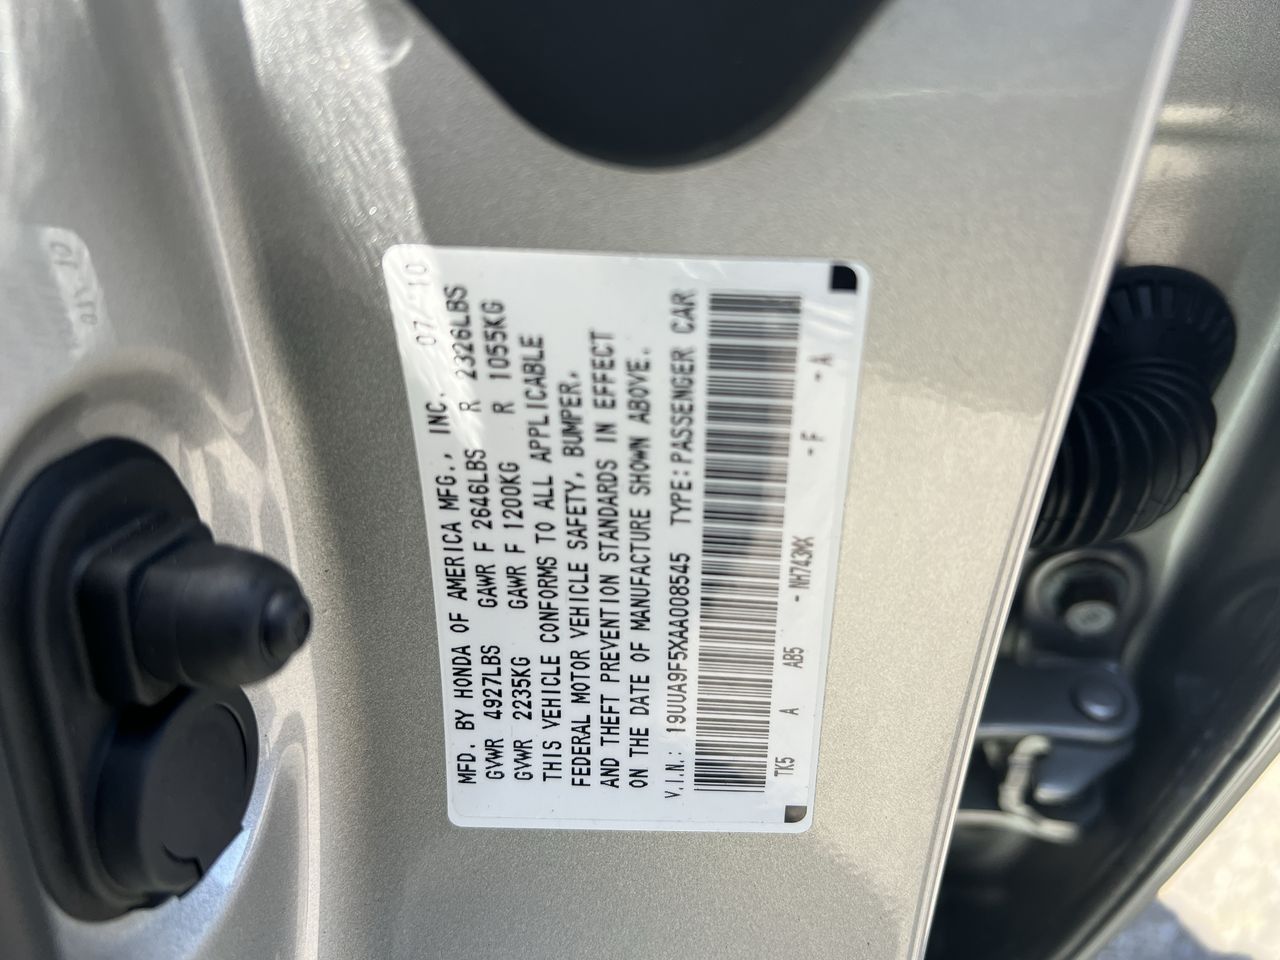 MFD. BY HONDA OF AMERICA MFG., INC. 07/10
GVWR 4927LBS GAWR F 2646LBS R 2326LBS
GVWR 2235KG GAWR F 1200KG R 1055KG
THIS VEHICLE CONFORMS TO ALL APPLICABLE
FEDERAL MOTOR VEHICLE SAFETY, BUMPER,
AND THEFT PREVENTION STANDARDS IN EFFECT
ON THE DATE OF MANUFACTURE SHOWN ABOVE.
V.I.N.: 19UUA9F5XAA008545 TYPE: PASSENGER CAR
TK5 A AB5 - NH743MX - F - A